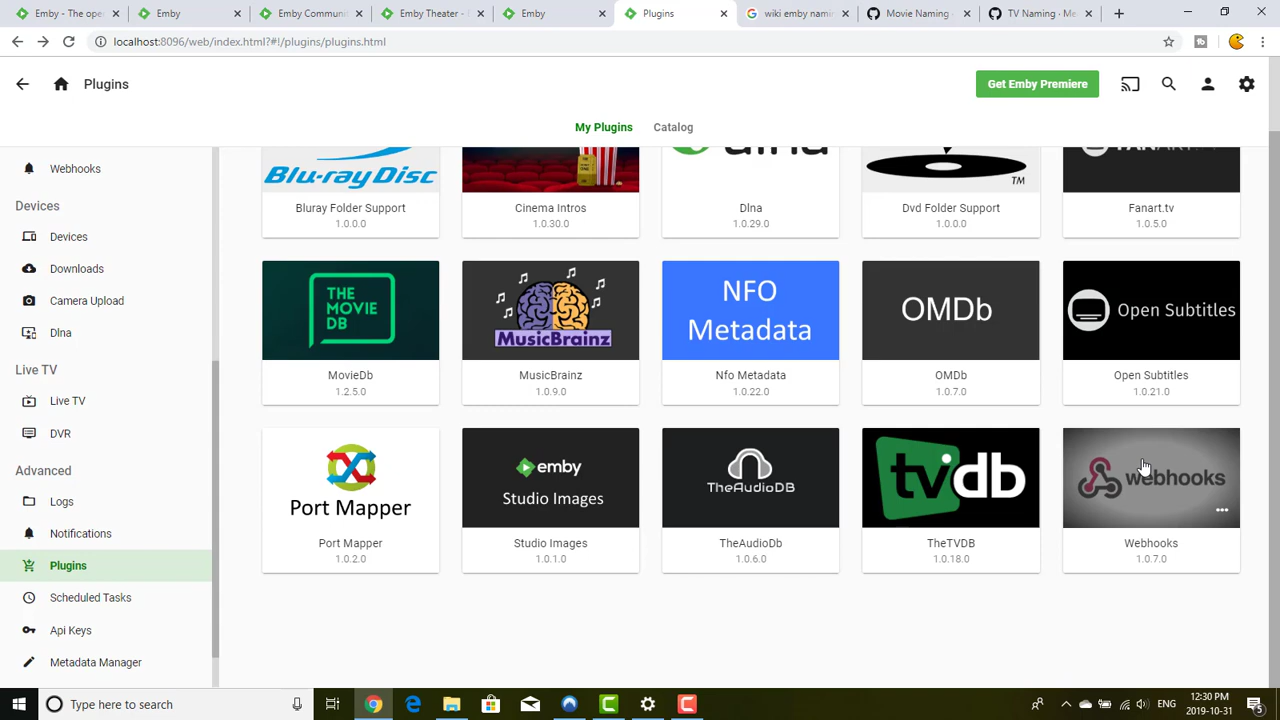 Emby - The open
Emby
Emby Commun
Emby Theater - A
Emby
Plugins
wiki emby nami
Movie Naming
TV Naming · Me
localhost:8096/web/index.html?#!/plugins/plugins.html
Plugins
Get Emby Premiere
My Plugins
Catalog
Webhooks
Devices
Devices
Downloads
Camera Upload
Dlna
Live TV
Live TV
DVR
Advanced
Logs
Notifications
Plugins
Scheduled Tasks
Api Keys
Metadata Manager
Blu-ray Disc
Bluray Folder Support
1.0.0.0
Cinema Intros
1.0.30.0
dlna
Dlna
1.0.29.0
TM
Dvd Folder Support
1.0.0.0
FANART.TV
Fanart.tv
1.0.5.0
THE
MOVIE
DB
MovieDb
1.2.5.0
MusicBrainz
MusicBrainz
1.0.9.0
NFO
Metadata
Nfo Metadata
1.0.22.0
OMDb
OMDb
1.0.7.0
Open Subtitles
Open Subtitles
1.0.21.0
Port Mapper
Port Mapper
1.0.2.0
emby
Studio Images
Studio Images
1.0.1.0
TheAudioDB
TheAudioDb
1.0.6.0
tvdb
TheTVDB
1.0.18.0
webhooks
Webhooks
1.0.7.0
Type here to search
ENG
12:30 PM
2019-10-31
5